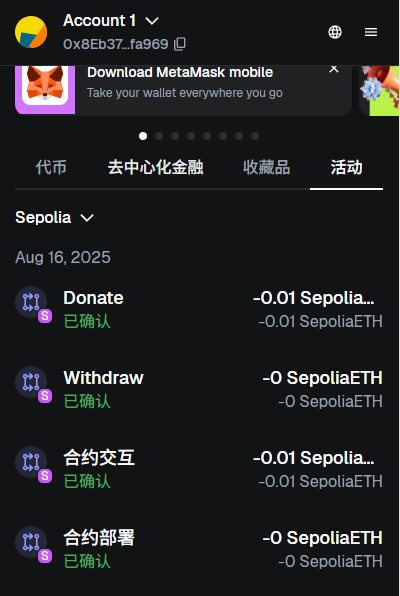 Account 1
0x8Eb37...fa969
Download MetaMask mobile
Take your wallet everywhere you go
代币 去中心化金融 收藏品 活动
Sepolia
Aug 16, 2025
Donate -0.01 Sepolia...
已确认 -0.01 SepoliaETH
S
Withdraw -0 SepoliaETH
已确认 -0 SepoliaETH
S
合约交互 -0.01 Sepolia...
已确认 -0.01 SepoliaETH
S
合约部署 -0 SepoliaETH
已确认 -0 SepoliaETH
S